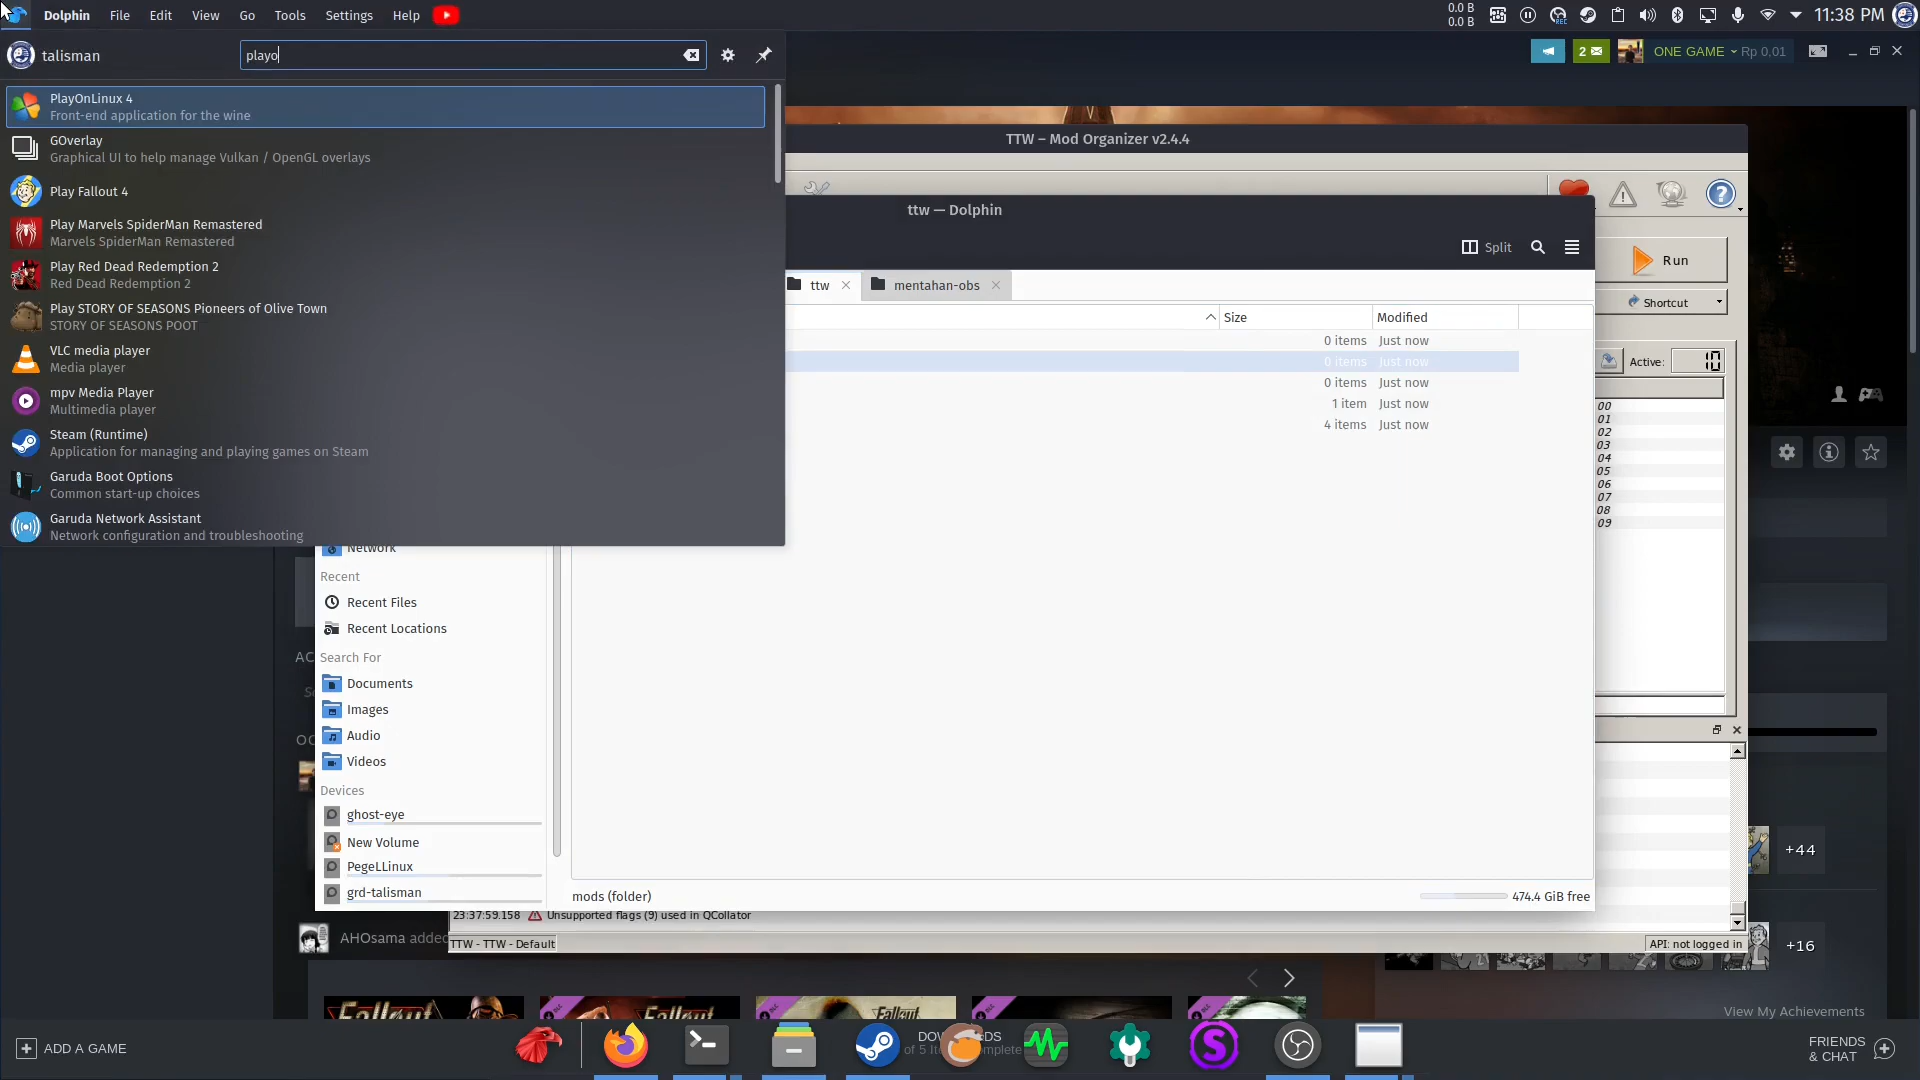 Dolphin File Edit View Go Tools Settings Help
0.0 B
0.0 B
11:38 PM
talisman
playo
2
ONE GAME
Rp 0,01
PlayOnLinux 4
Front-end application for the wine
GOverlay
Graphical UI to help manage Vulkan / OpenGL overlays
Play Fallout 4
Play Marvels SpiderMan Remastered
Marvels SpiderMan Remastered
Play Red Dead Redemption 2
Red Dead Redemption 2
Play STORY OF SEASONS Pioneers of Olive Town
STORY OF SEASONS POOT
VLC media player
Media player
mpv Media Player
Multimedia player
Steam (Runtime)
Application for managing and playing games on Steam
Garuda Boot Options
Common start-up choices
Garuda Network Assistant
Network configuration and troubleshooting
TTW – Mod Organizer v2.4.4
ttw — Dolphin
Split
ttw
mentahan-obs
Size Modified
0 items Just now
0 items Just now
0 items Just now
1 item Just now
4 items Just now
Run
Shortcut
Active: 10
00
01
02
03
04
05
06
07
08
09
Network
Recent
Recent Files
Recent Locations
Search For
Documents
Images
Audio
Videos
Devices
ghost-eye
New Volume
PegeLLinux
grd-talisman
mods (folder)
474.4 GiB free
23:37:59.158 Unsupported flags (9) used in QCollator
TTW - TTW - Default
API: not logged in
AHOsama added
+44
+16
View My Achievements
Fallout
Fallout
ADD A GAME
FRIENDS
& CHAT